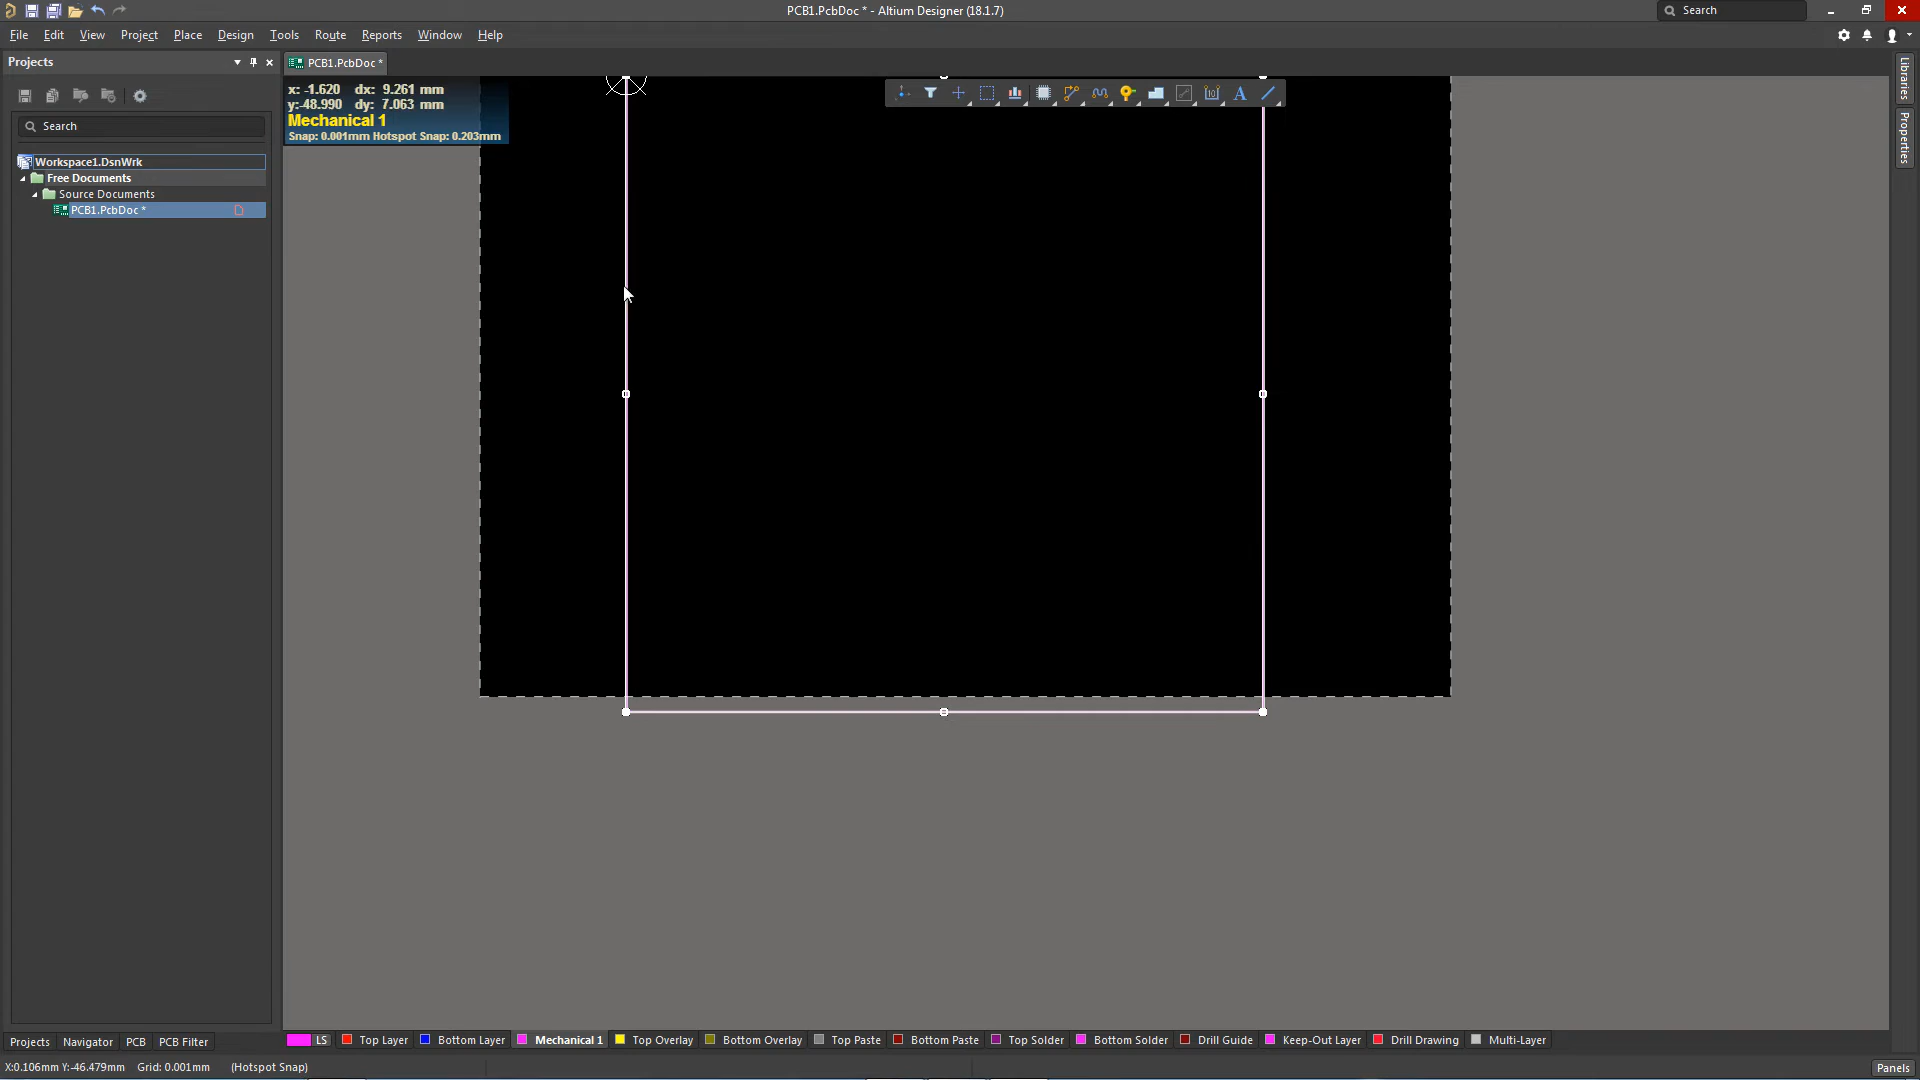 PCB1.PcbDoc * - Altium Designer (18.1.7)
Search
File Edit View Project Place Design Tools Route Reports Window Help
Projects
PCB1.PcbDoc *
x: -1.620 dx: 9.261 mm
y:-48.990 dy: 7.063 mm
Mechanical 1
Snap: 0.001mm Hotspot Snap: 0.203mm
Search
Workspace1.DsnWrk
Free Documents
Source Documents
PCB1.PcbDoc *
Libraries
Properties
Projects Navigator PCB PCB Filter
LS Top Layer Bottom Layer Mechanical 1 Top Overlay Bottom Overlay Top Paste Bottom Paste Top Solder Bottom Solder Drill Guide Keep-Out Layer Drill Drawing Multi-Layer
X:0.106mm Y:-46.479mm Grid: 0.001mm (Hotspot Snap)
Panels